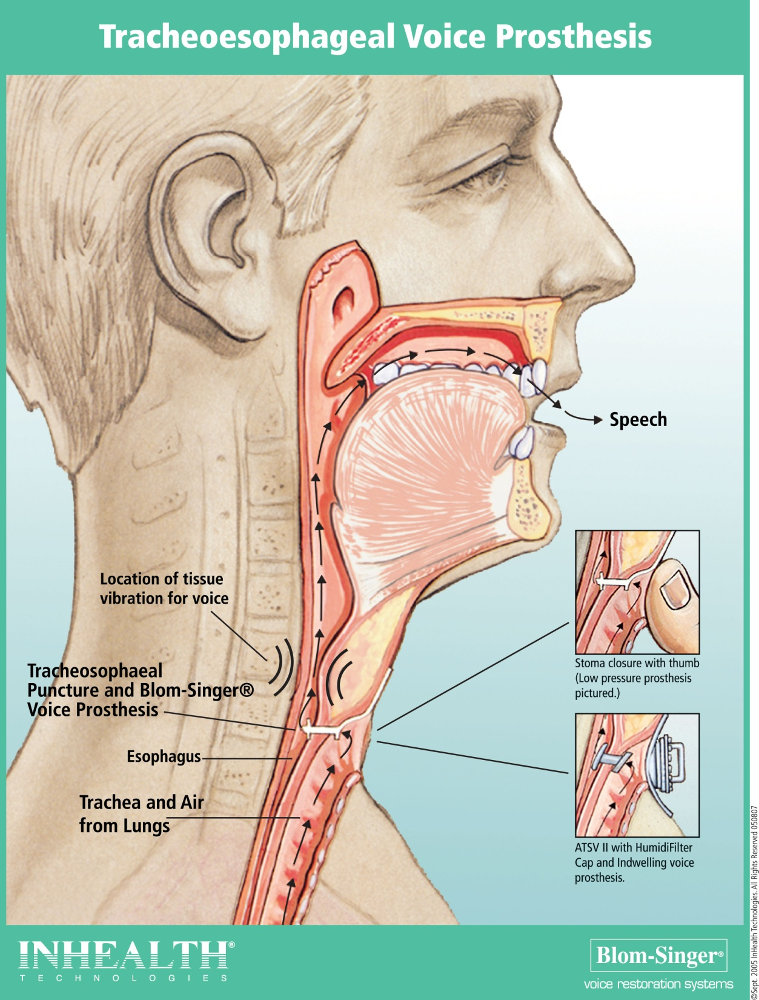 Tracheoesophageal Voice Prosthesis
Speech
Location of tissue
vibration for voice
Tracheosophaeal
Puncture and Blom-Singer®
Voice Prosthesis
Esophagus
Trachea and Air
from Lungs
Stoma closure with thumb
(Low pressure prosthesis
pictured.)
ATSV II with HumidiFilter
Cap and Indwelling voice
prosthesis.
©Sept. 2005 InHealth Technologies. All Rights Reserved 050807
INHEALTH®
TECHNOLOGIES
Blom-Singer®
voice restoration systems